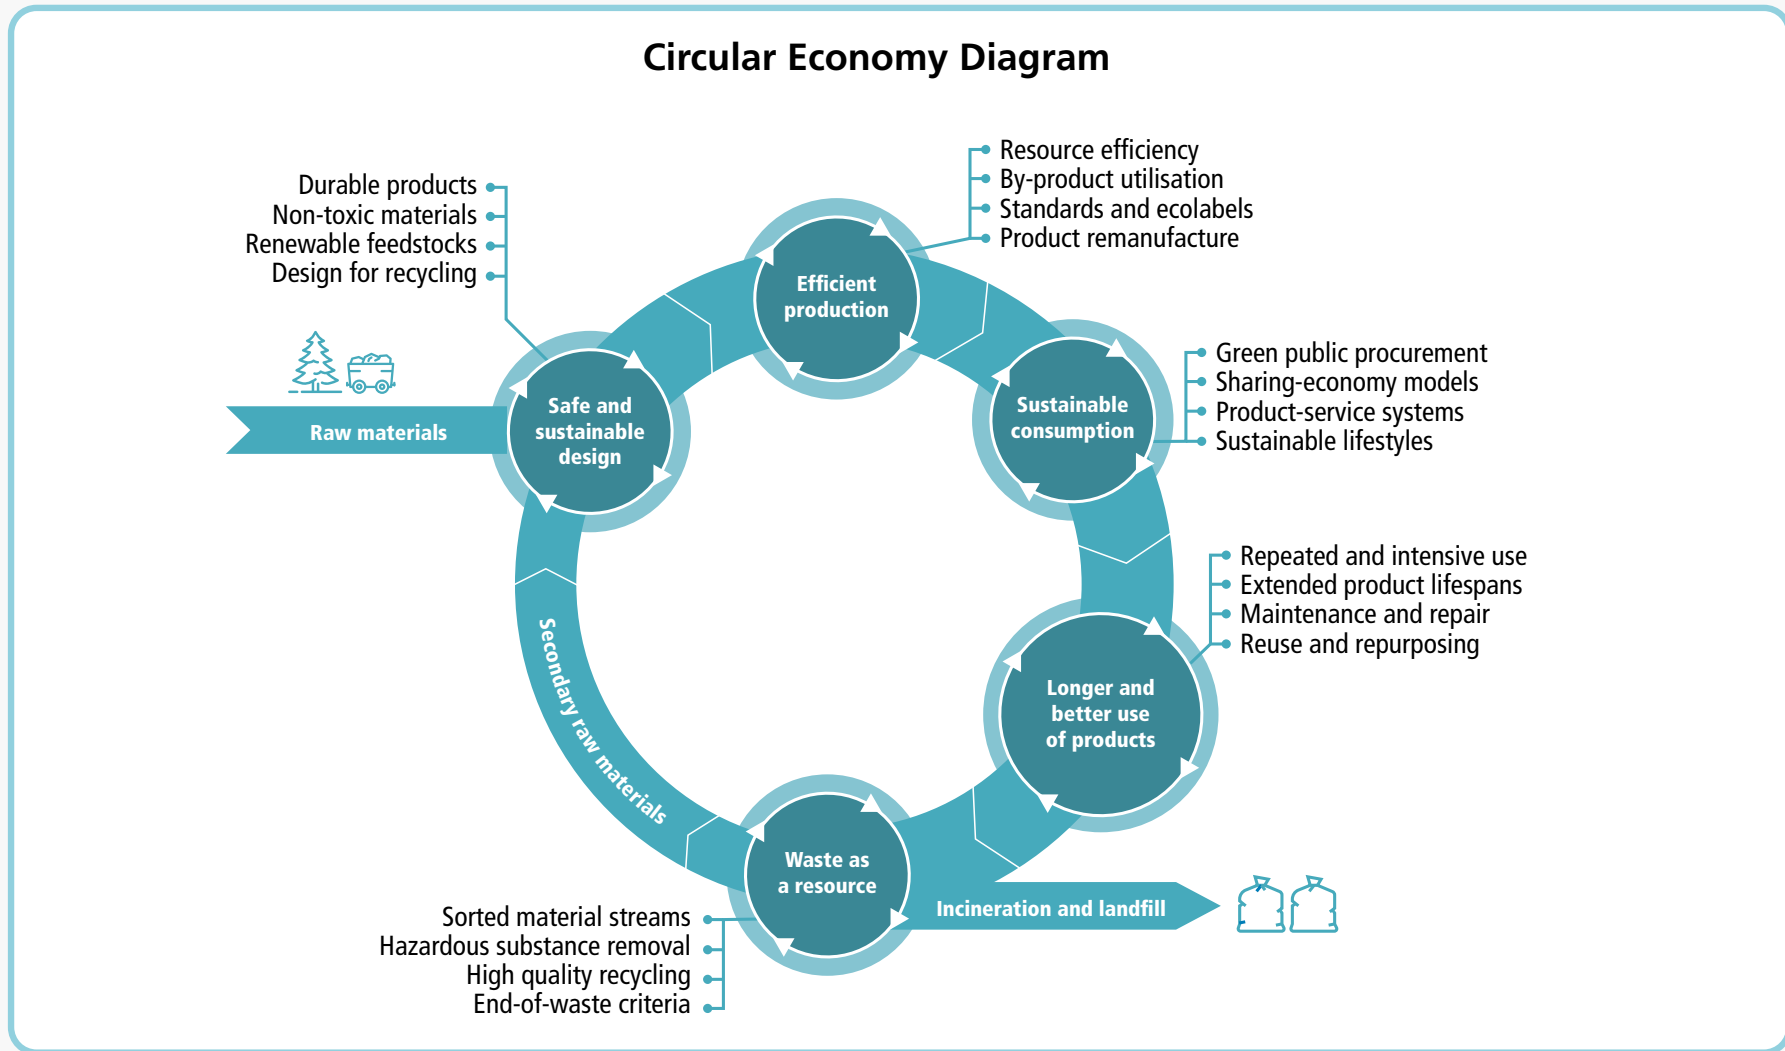 Circular Economy Diagram
Durable products
Non-toxic materials
Renewable feedstocks
Design for recycling
Resource efficiency
By-product utilisation
Standards and ecolabels
Product remanufacture
Efficient
production
Green public procurement
Sharing-economy models
Product-service systems
Sustainable lifestyles
Sustainable
consumption
Raw materials
Safe and
sustainable
design
Repeated and intensive use
Extended product lifespans
Maintenance and repair
Reuse and repurposing
Longer and
better use
of products
Secondary raw materials
Waste as
a resource
Incineration and landfill
Sorted material streams
Hazardous substance removal
High quality recycling
End-of-waste criteria